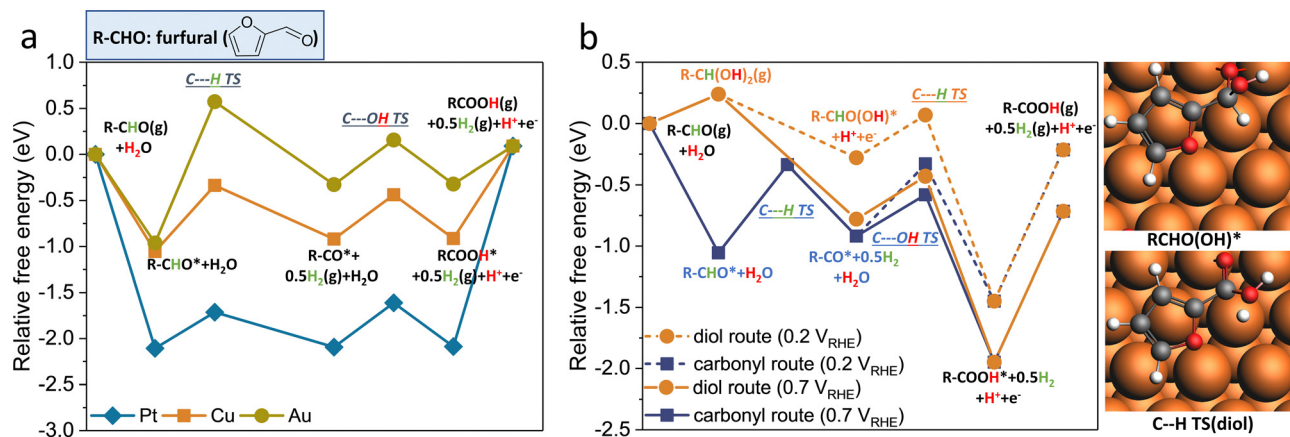 a
R-CHO: furfural (
O
O
)
Relative free energy (eV)
1.0
0.5
0.0
-0.5
-1.0
-1.5
-2.0
-2.5
-3.0
R-CHO(g)
+H2O
C---H TS
C---OH TS
RCOOH(g)
+0.5H2(g)+H++e-
R-CHO*+H2O
R-CO*+
0.5H2(g)+H2O
RCOOH*
+0.5H2(g)+H++e-
Pt
Cu
Au
b
Relative free energy (eV)
0.5
0.0
-0.5
-1.0
-1.5
-2.0
-2.5
R-CH(OH)2(g)
R-CHO(g)
+H2O
R-CHO(OH)*
+H++e-
C---H TS
R-COOH(g)
+0.5H2(g)+H++e-
C---H TS
C---OH TS
R-CHO*+H2O
R-CO*+0.5H2
+H2O
R-COOH*+0.5H2
+H++e-
diol route (0.2 VRHE)
carbonyl route (0.2 VRHE)
diol route (0.7 VRHE)
carbonyl route (0.7 VRHE)
RCHO(OH)*
C--H TS(diol)